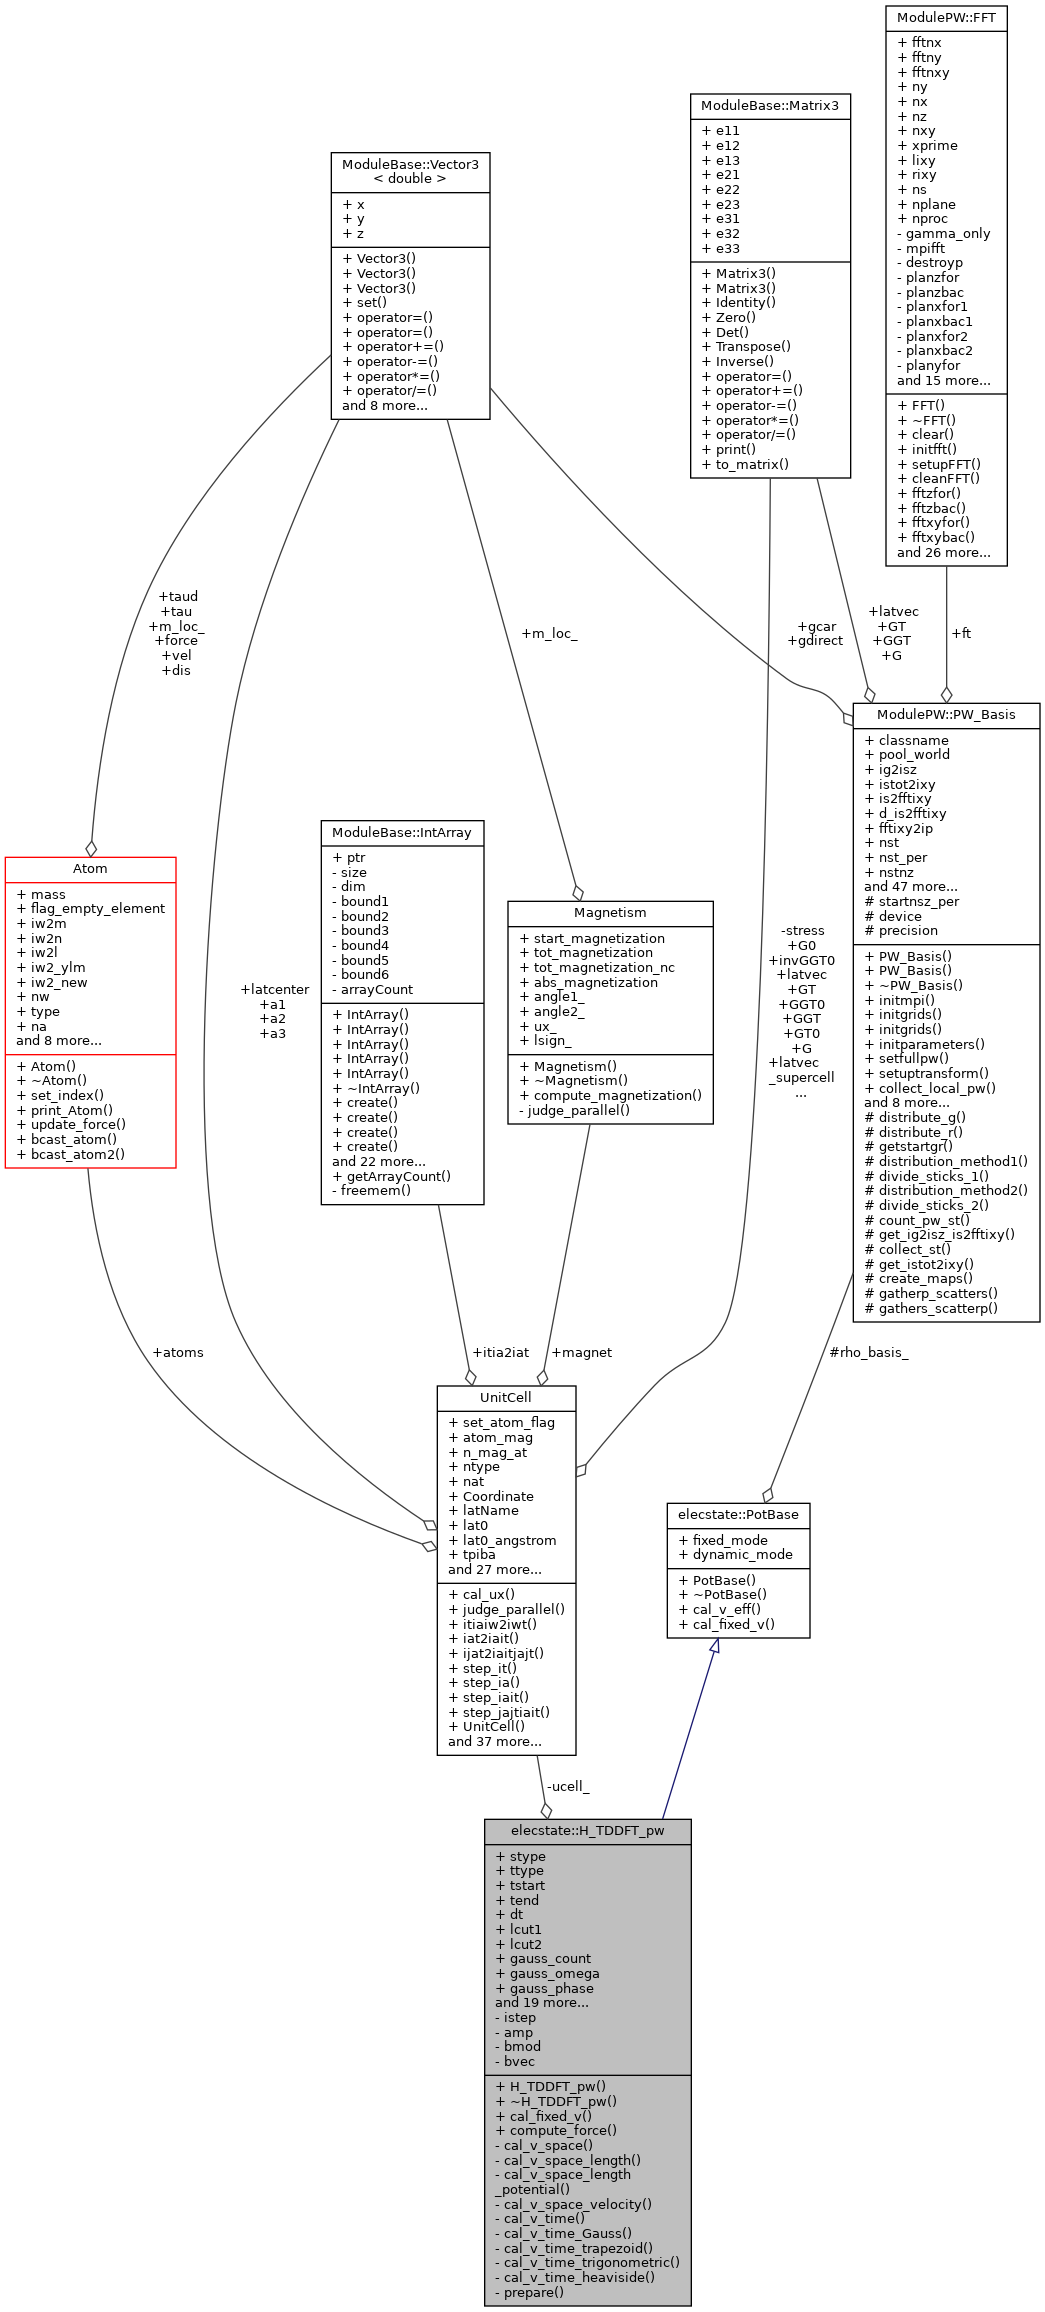 ModulePW::FFT
+ fftnx
+ fftny
+ fftnxy
+ ny
+ nx
+ nz
+ nxy
+ xprime
+ lixy
+ rixy
+ ns
+ nplane
+ nproc
- gamma_only
- mpifft
- destroyp
- planzfor
- planzbac
- planxfor1
- planxbac1
- planxfor2
- planxbac2
- planyfor
and 15 more...
+ FFT()
+ ~FFT()
+ clear()
+ initfft()
+ setupFFT()
+ cleanFFT()
+ fftzfor()
+ fftzbac()
+ fftxyfor()
+ fftxybac()
and 26 more...
ModuleBase::Matrix3
+ e11
+ e12
+ e13
+ e21
+ e22
+ e23
+ e31
+ e32
+ e33
+ Matrix3()
+ Matrix3()
+ Identity()
+ Zero()
+ Det()
+ Transpose()
+ Inverse()
+ operator=()
+ operator+=()
+ operator-=()
+ operator*=()
+ operator/=()
+ print()
+ to_matrix()
ModuleBase::Vector3
< double >
+ x
+ y
+ z
+ Vector3()
+ Vector3()
+ Vector3()
+ set()
+ operator=()
+ operator=()
+ operator+=()
+ operator-=()
+ operator*=()
+ operator/=()
and 8 more...
+taud
+tau
+m_loc_
+force
+vel
+dis
+m_loc_
+gcar
+gdirect
+latvec
+GT
+GGT
+G
+ft
ModulePW::PW_Basis
+ classname
+ pool_world
+ ig2isz
+ istot2ixy
+ is2fftixy
+ d_is2fftixy
+ fftixy2ip
+ nst
+ nst_per
+ nstnz
and 47 more...
# startnsz_per
# device
# precision
+ PW_Basis()
+ PW_Basis()
+ ~PW_Basis()
+ initmpi()
+ initgrids()
+ initgrids()
+ initparameters()
+ setfullpw()
+ setuptransform()
+ collect_local_pw()
and 8 more...
# distribute_g()
# distribute_r()
# getstartgr()
# distribution_method1()
# divide_sticks_1()
# distribution_method2()
# divide_sticks_2()
# count_pw_st()
# get_ig2isz_is2fftixy()
# collect_st()
# get_istot2ixy()
# create_maps()
# gatherp_scatters()
# gathers_scatterp()
Atom
+ mass
+ flag_empty_element
+ iw2m
+ iw2n
+ iw2l
+ iw2_ylm
+ iw2_new
+ nw
+ type
+ na
and 8 more...
+ Atom()
+ ~Atom()
+ set_index()
+ print_Atom()
+ update_force()
+ bcast_atom()
+ bcast_atom2()
+latcenter
+a1
+a2
+a3
ModuleBase::IntArray
+ ptr
- size
- dim
- bound1
- bound2
- bound3
- bound4
- bound5
- bound6
- arrayCount
+ IntArray()
+ IntArray()
+ IntArray()
+ IntArray()
+ IntArray()
+ ~IntArray()
+ create()
+ create()
+ create()
+ create()
and 22 more...
+ getArrayCount()
- freemem()
Magnetism
+ start_magnetization
+ tot_magnetization
+ tot_magnetization_nc
+ abs_magnetization
+ angle1_
+ angle2_
+ ux_
+ lsign_
+ Magnetism()
+ ~Magnetism()
+ compute_magnetization()
- judge_parallel()
-stress
+G0
+invGGT0
+latvec
+GT
+GGT0
+GGT
+GT0
+G
+latvec
_supercell
...
+atoms
+itia2iat
+magnet
#rho_basis_
UnitCell
+ set_atom_flag
+ atom_mag
+ n_mag_at
+ ntype
+ nat
+ Coordinate
+ latName
+ lat0
+ lat0_angstrom
+ tpiba
and 27 more...
+ cal_ux()
+ judge_parallel()
+ itiaiw2iwt()
+ iat2iait()
+ ijat2iaitjajt()
+ step_it()
+ step_ia()
+ step_iait()
+ step_jajtiait()
+ UnitCell()
and 37 more...
elecstate::PotBase
+ fixed_mode
+ dynamic_mode
+ PotBase()
+ ~PotBase()
+ cal_v_eff()
+ cal_fixed_v()
-ucell_
elecstate::H_TDDFT_pw
+ stype
+ ttype
+ tstart
+ tend
+ dt
+ lcut1
+ lcut2
+ gauss_count
+ gauss_omega
+ gauss_phase
and 19 more...
- istep
- amp
- bmod
- bvec
+ H_TDDFT_pw()
+ ~H_TDDFT_pw()
+ cal_fixed_v()
+ compute_force()
- cal_v_space()
- cal_v_space_length()
- cal_v_space_length
_potential()
- cal_v_space_velocity()
- cal_v_time()
- cal_v_time_Gauss()
- cal_v_time_trapezoid()
- cal_v_time_trigonometric()
- cal_v_time_heaviside()
- prepare()